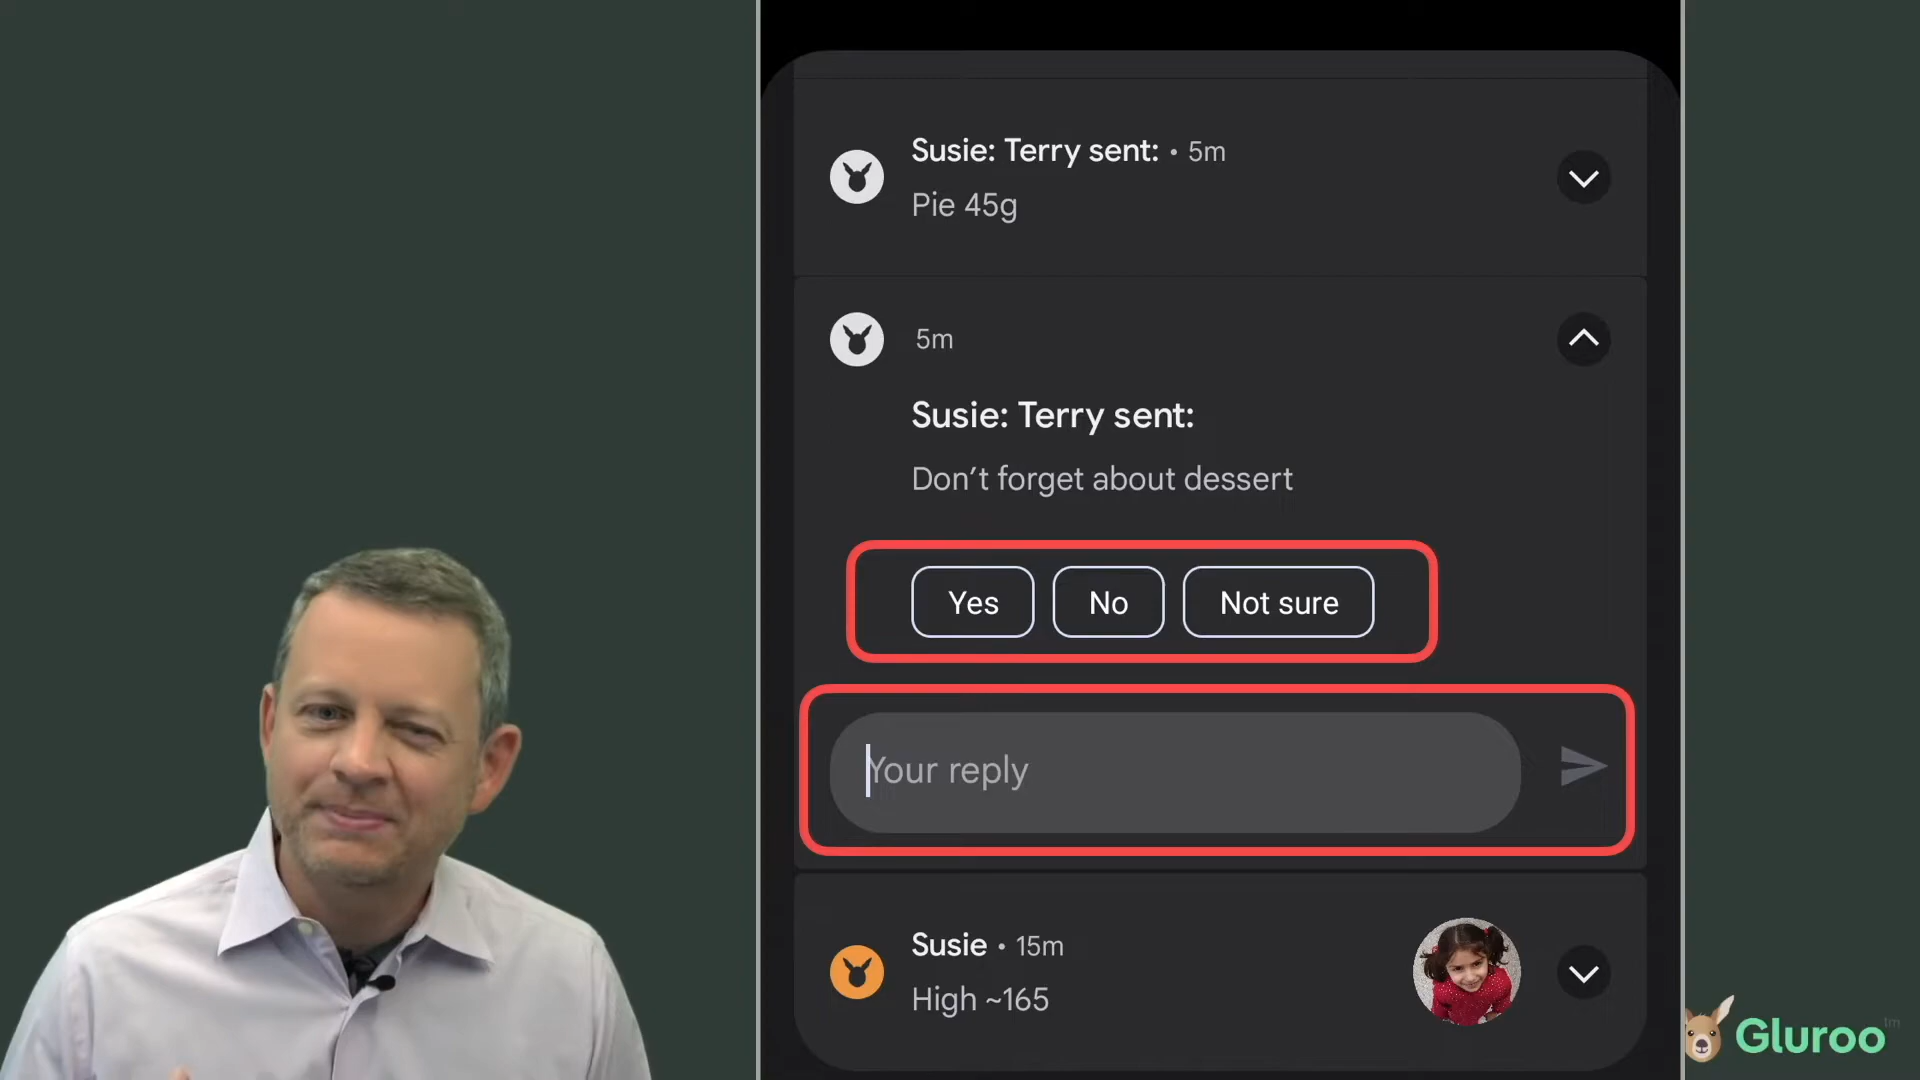 Susie: Terry sent: • 5m
Pie 45g
5m
Susie: Terry sent:
Don’t forget about dessert
Yes No Not sure
Your reply
Susie • 15m
High ~165
Gluroo™